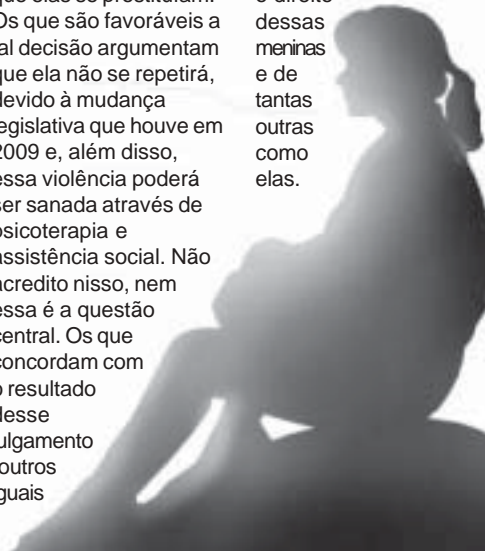 que elas se prostituíam.
Os que são favoráveis a
tal decisão argumentam
que ela não se repetirá,
devido à mudança
legislativa que houve em
2009 e, além disso,
essa violência poderá
ser sanada através de
psicoterapia e
assistência social. Não
acredito nisso, nem
essa é a questão
central. Os que
concordam com
o resultado
desse
julgamento
outros
iguais
o direito
dessas
meninas
e de
tantas
outras
como
elas.